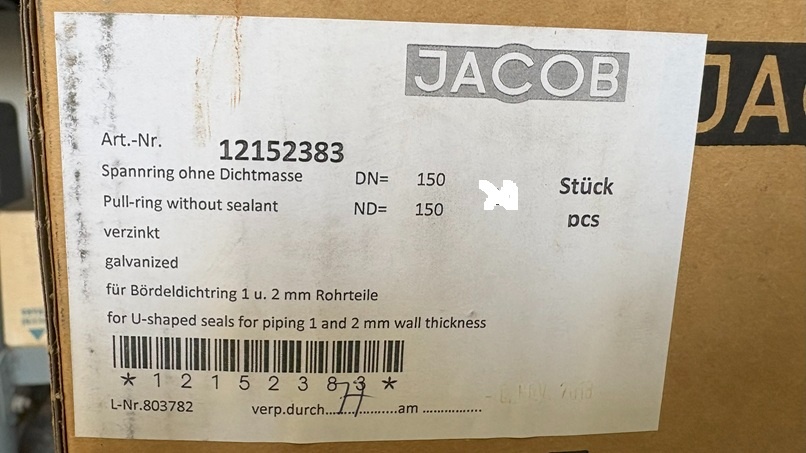 JACOB
JA
Art.-Nr. 12152383
Spannring ohne Dichtmasse DN= 150 Stück
Pull-ring without sealant ND= 150 pcs
verzinkt
galvanized
für Bördeldichtring 1 u. 2 mm Rohrteile
for U-shaped seals for piping 1 and 2 mm wall thickness
*12152383*
L-Nr.803782 verp.durch..............am ................